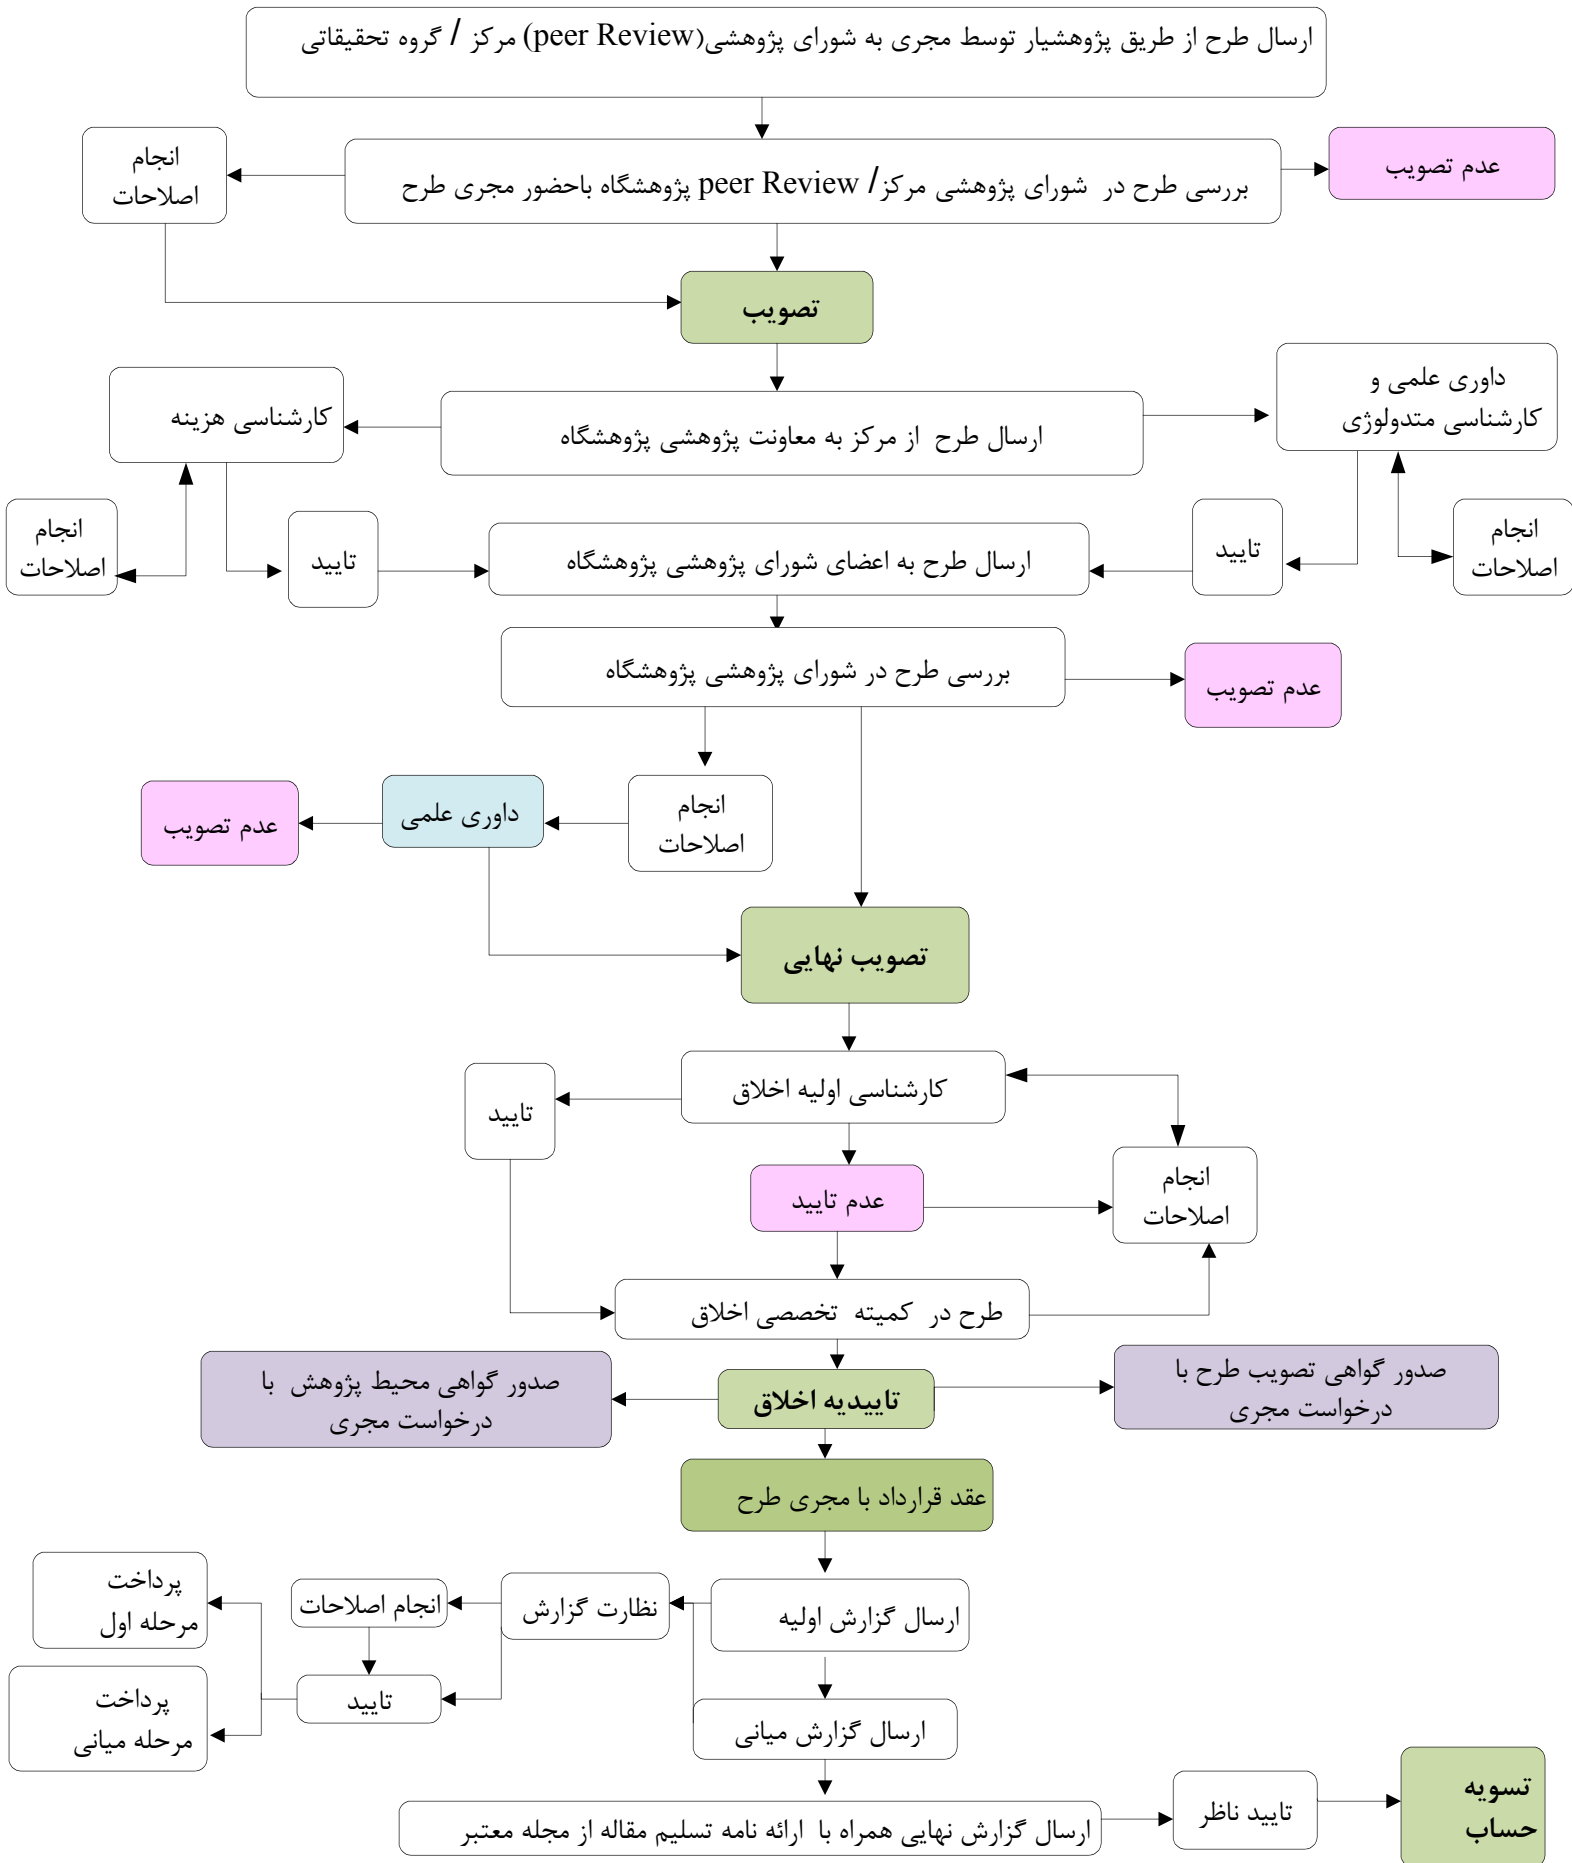 ارسال طرح از طریق پژوهشیار توسط مجری به شورای پژوهشی(peer Review) مرکز / گروه تحقیقاتی
انجام
اصلاحات
بررسی طرح در شورای پژوهشی مرکز/ peer Review پژوهشگاه باحضور مجری طرح
عدم تصویب
تصویب
داوری علمی و
کارشناسی متدولوژی
ارسال طرح از مرکز به معاونت پژوهشی پژوهشگاه
کارشناسی هزینه
انجام
اصلاحات
تایید
ارسال طرح به اعضای شورای پژوهشی پژوهشگاه
تایید
انجام
اصلاحات
بررسی طرح در شورای پژوهشی پژوهشگاه
عدم تصویب
انجام
اصلاحات
داوری علمی
عدم تصویب
تصویب نهایی
کارشناسی اولیه اخلاق
تایید
عدم تایید
انجام
اصلاحات
طرح در کمیته تخصصی اخلاق
صدور گواهی تصویب طرح با
درخواست مجری
تاییدیه اخلاق
صدور گواهی محیط پژوهش با
درخواست مجری
عقد قرارداد با مجری طرح
ارسال گزارش اولیه
نظارت گزارش
انجام اصلاحات
پرداخت
مرحله اول
تایید
پرداخت
مرحله میانی
ارسال گزارش میانی
ارسال گزارش نهایی همراه با ارائه نامه تسلیم مقاله از مجله معتبر
تایید ناظر
تسویه
حساب